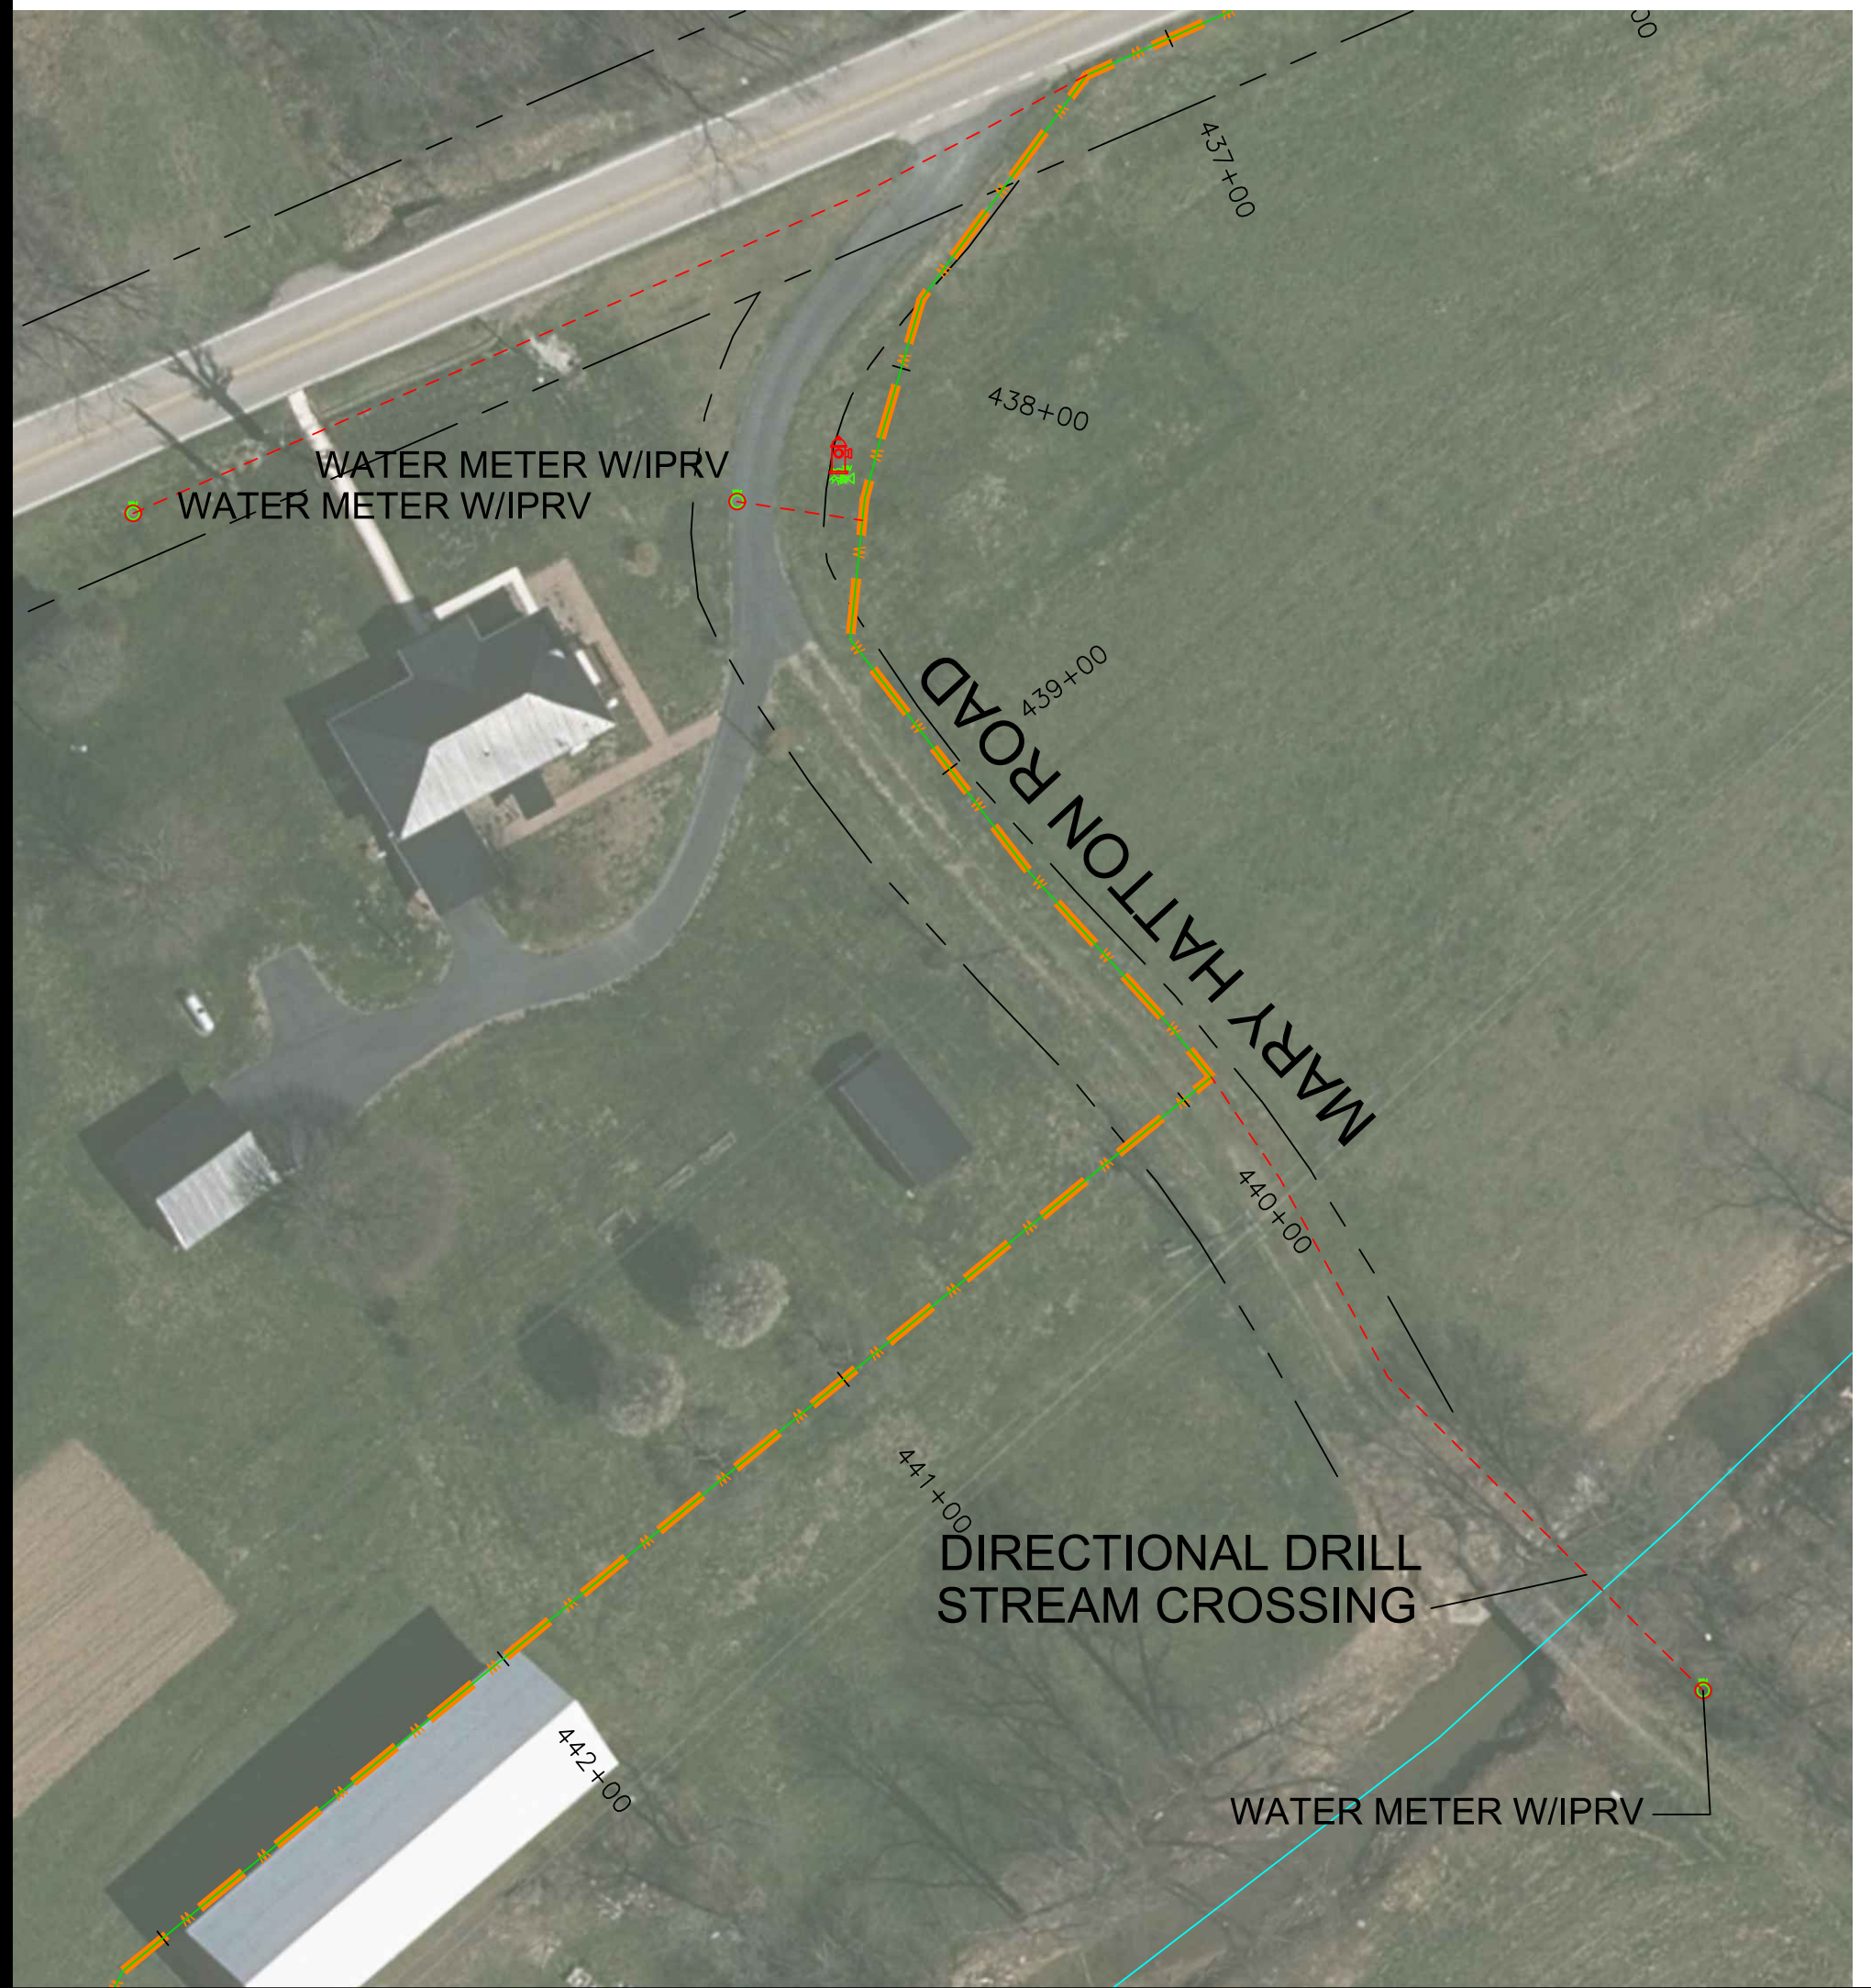 00
437+00
438+00
WATER METER W/IPRV
WATER METER W/IPRV
439+00
MARY HATTON ROAD
440+00
441+00
DIRECTIONAL DRILL
STREAM CROSSING
442+00
WATER METER W/IPRV